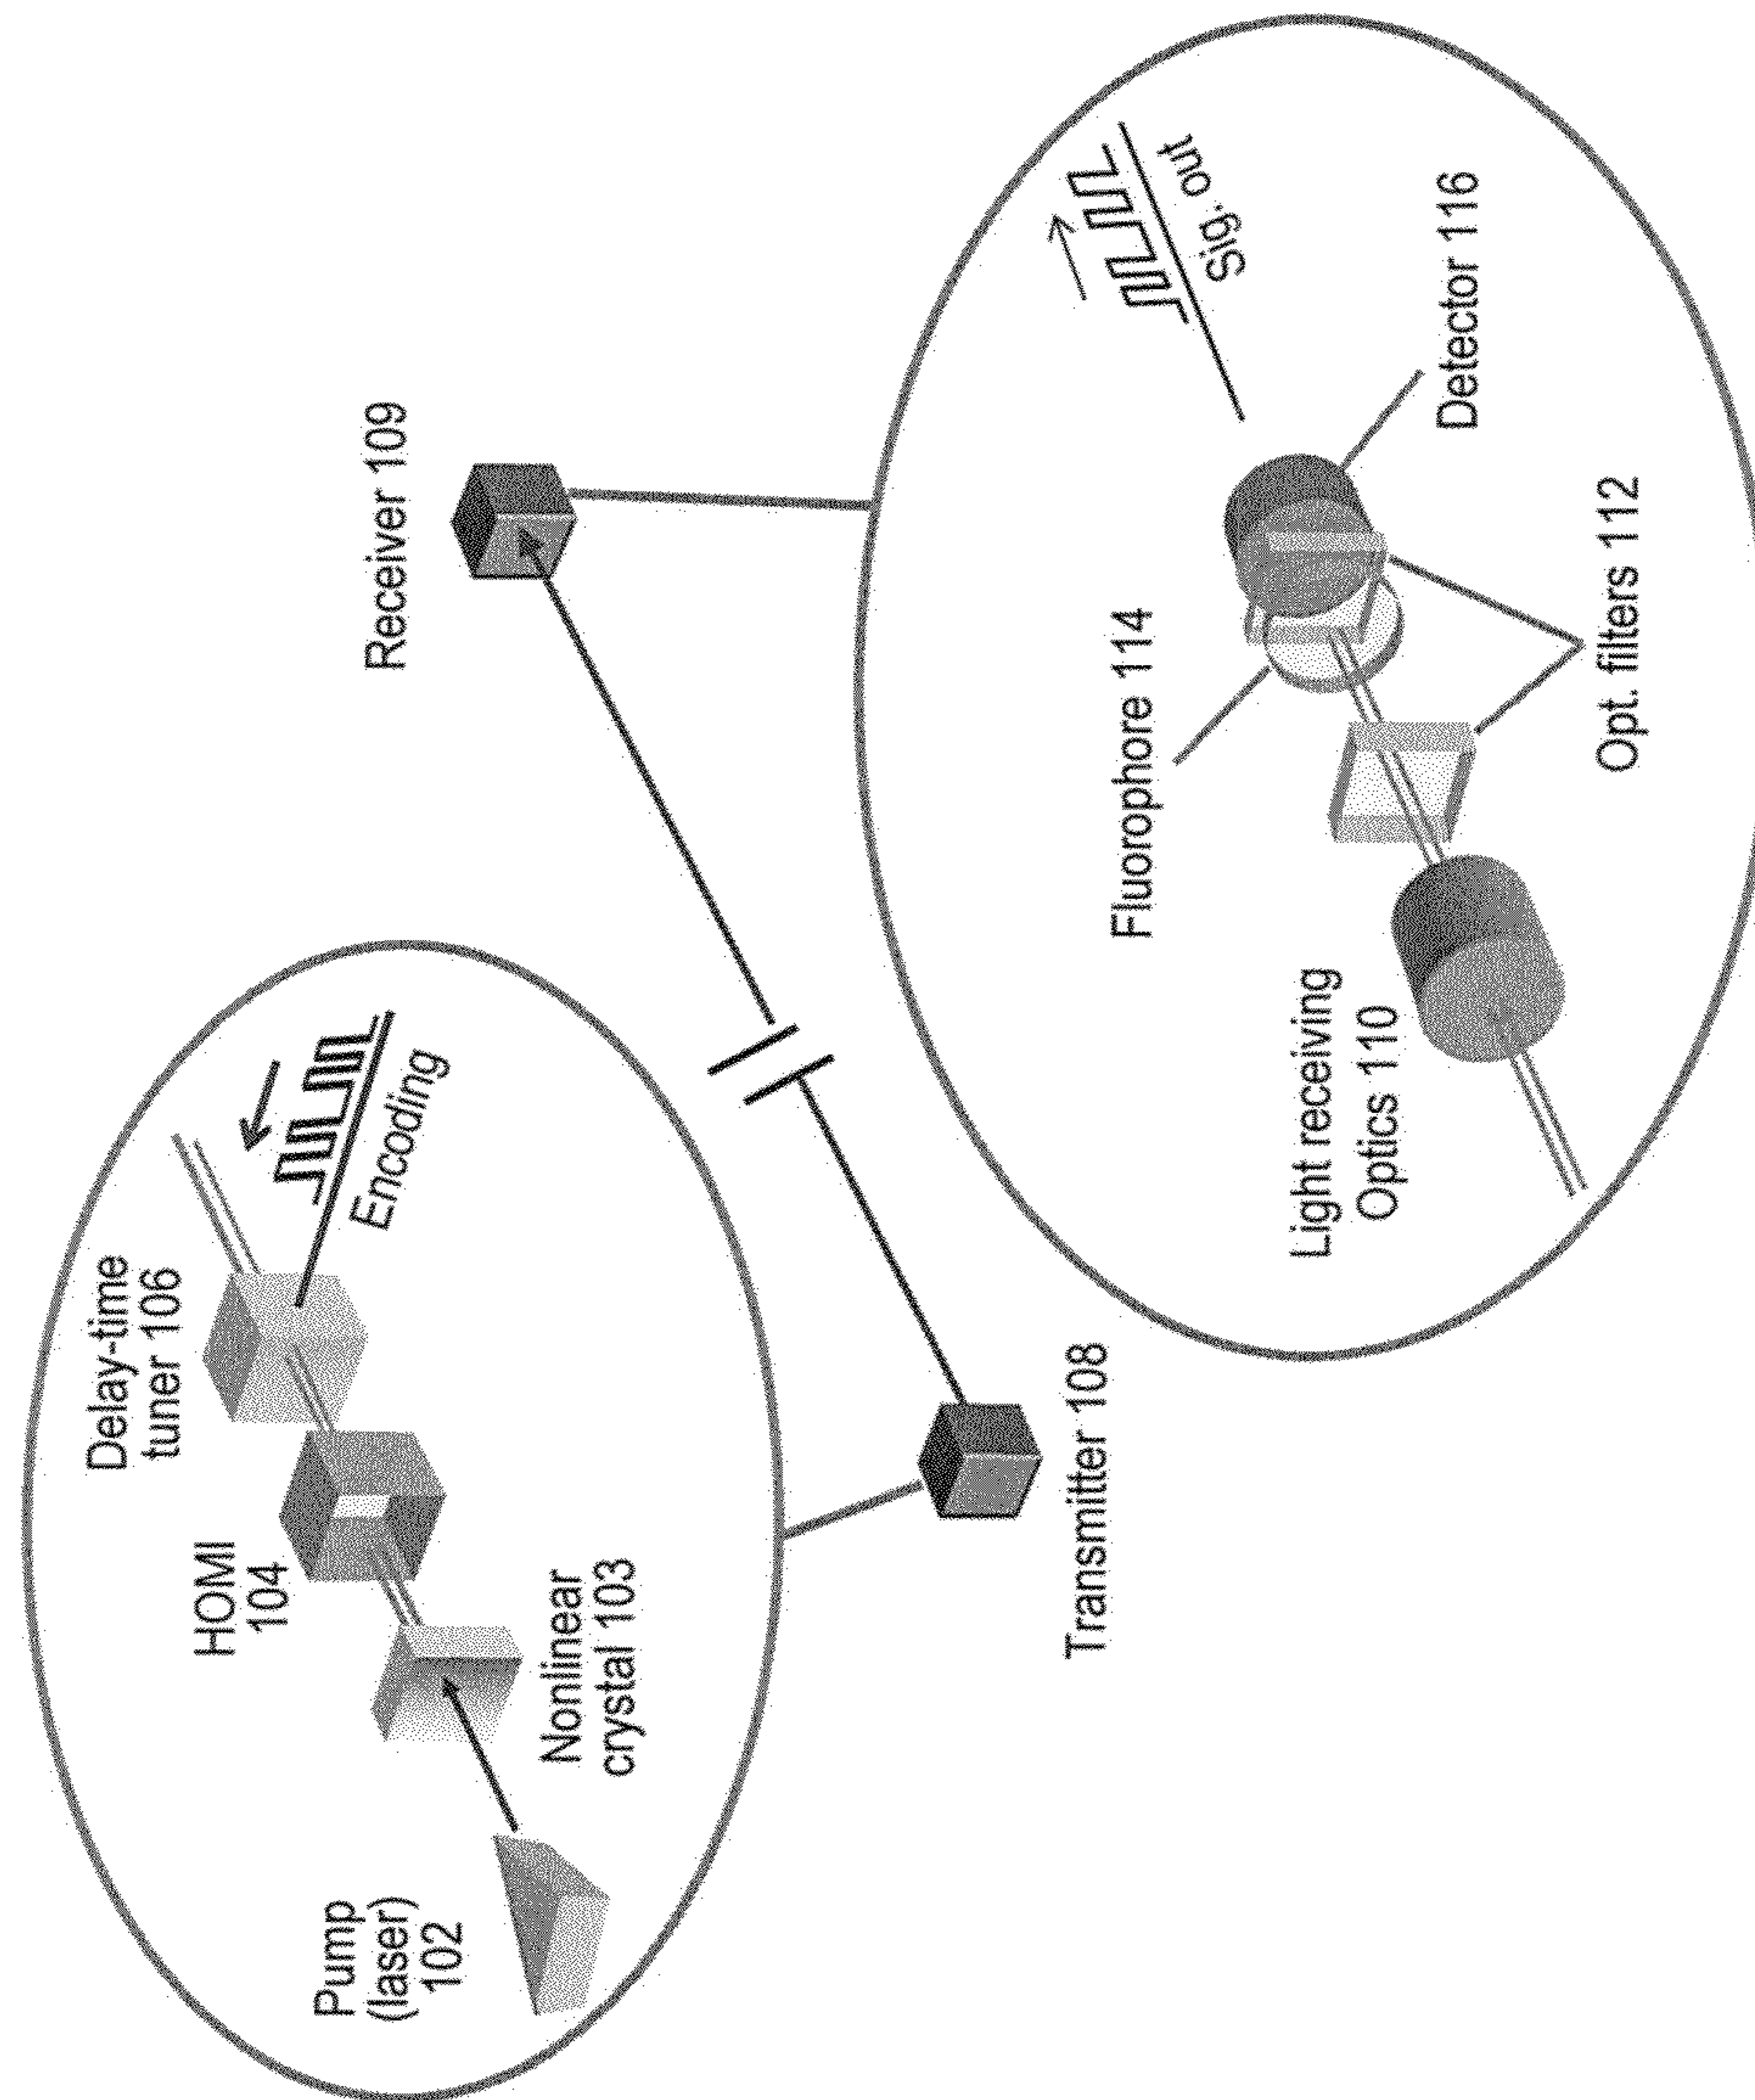 Pump
(laser)
102
HOMI
104
Delay-time
tuner 106
Nonlinear
crystal 103
Encoding
Receiver 109
Transmitter 108
Light receiving
Optics 110
Fluorophore 114
Sig. out
Detector 116
Opt. filters 112